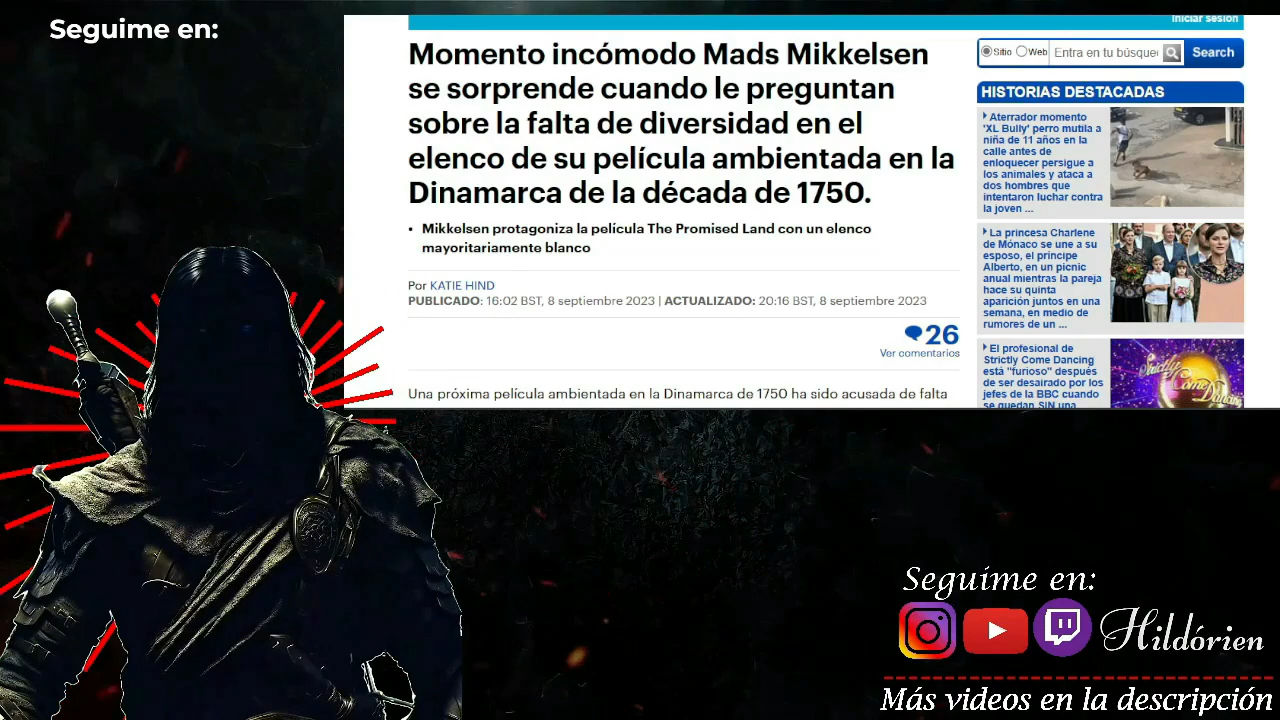 Seguime en:
Iniciar sesión
Momento incómodo Mads Mikkelsen
se sorprende cuando le preguntan
sobre la falta de diversidad en el
elenco de su película ambientada en la
Dinamarca de la década de 1750.
• Mikkelsen protagoniza la película The Promised Land con un elenco
mayoritariamente blanco
Por KATIE HIND
PUBLICADO: 16:02 BST, 8 septiembre 2023 | ACTUALIZADO: 20:16 BST, 8 septiembre 2023
26
Ver comentarios
Una próxima película ambientada en la Dinamarca de 1750 ha sido acusada de falta
Sitio Web Entra en tu búsque Search
HISTORIAS DESTACADAS
Aterrador momento
'XL Bully' perro mutila a
niña de 11 años en la
calle antes de
enloquecer persigue a
los animales y ataca a
dos hombres que
intentaron luchar contra
la joven ...
La princesa Charlene
de Mónaco se une a su
esposo, el príncipe
Alberto, en un picnic
anual mientras la pareja
hace su quinta
aparición juntos en una
semana, en medio de
rumores de un ...
El profesional de
Strictly Come Dancing
está "furioso" después
de ser desairado por los
jefes de la BBC cuando
se quedan SIN una
Strictly Come Dancing
Seguime en:
Hildórien
Más videos en la descripción